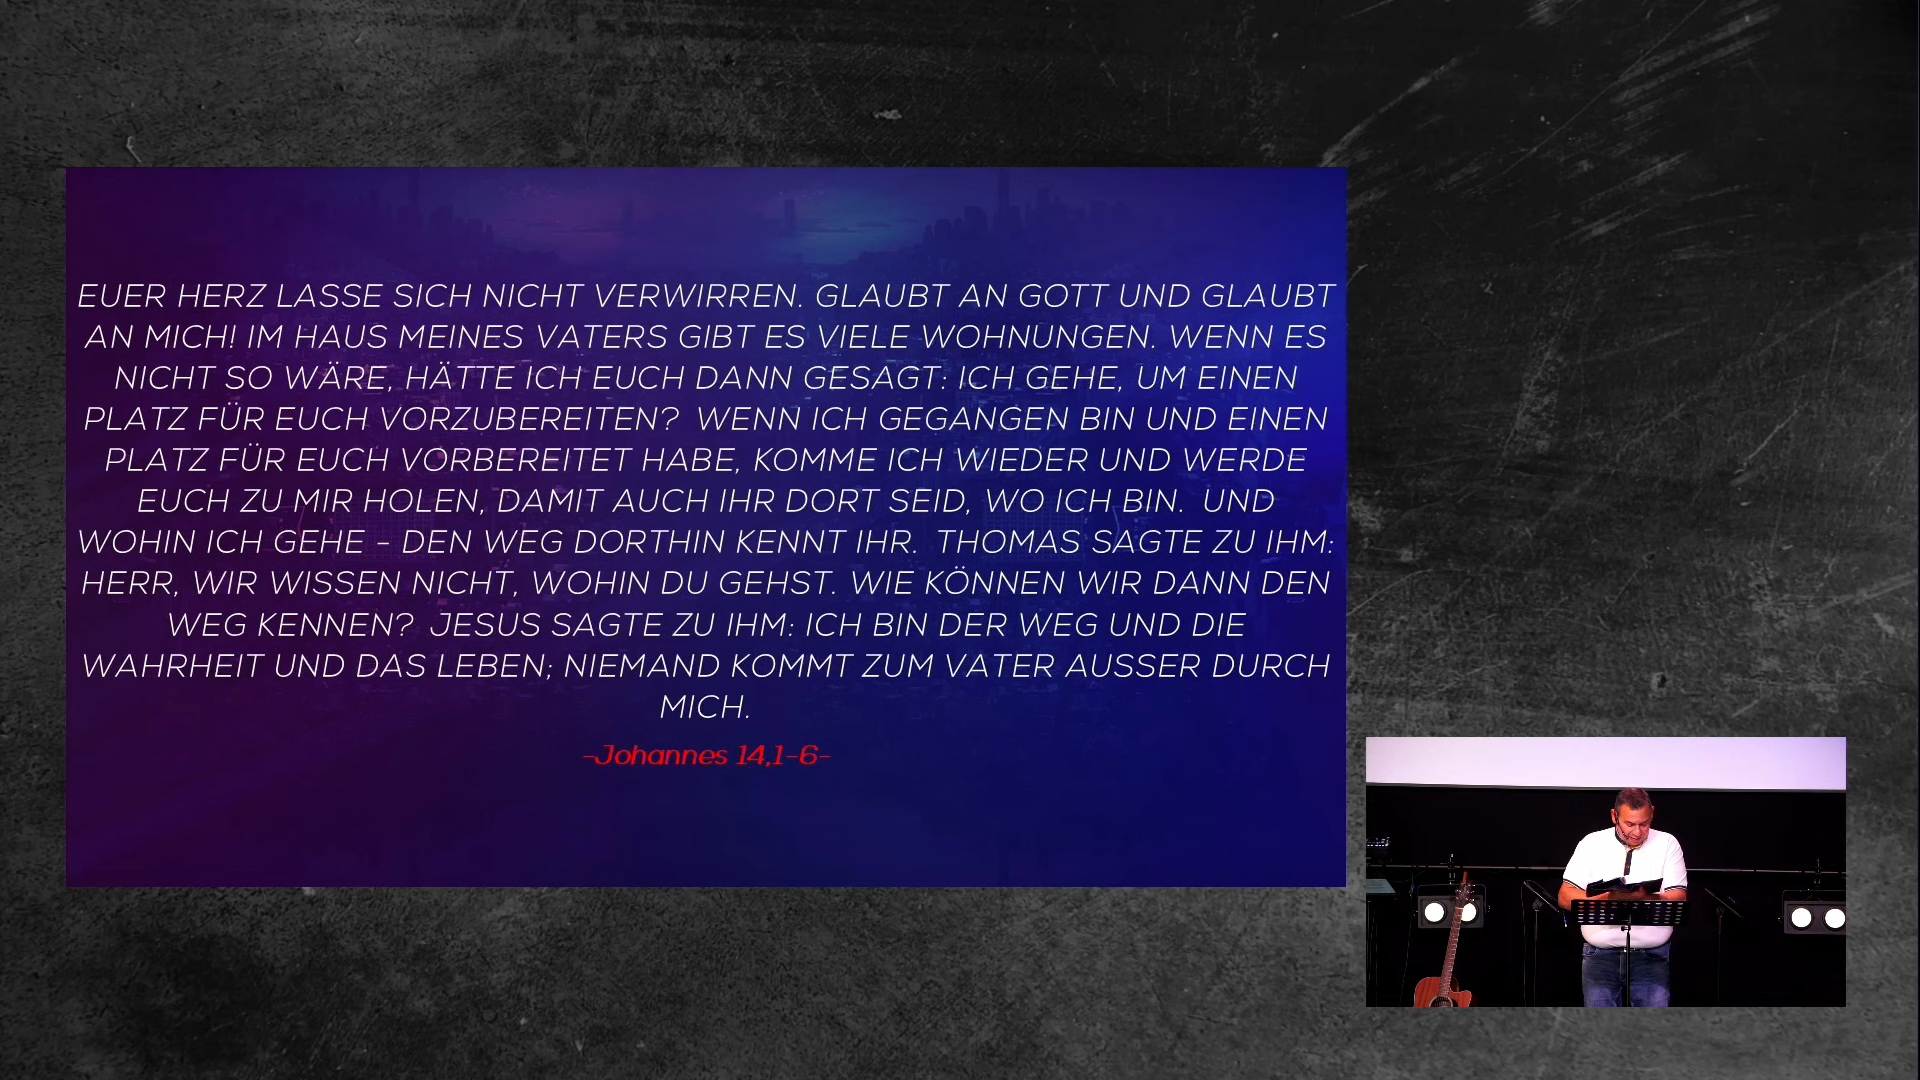 EUER HERZ LASSE SICH NICHT VERWIRREN. GLAUBT AN GOTT UND GLAUBT
AN MICH! IM HAUS MEINES VATERS GIBT ES VIELE WOHNUNGEN. WENN ES
NICHT SO WÄRE, HÄTTE ICH EUCH DANN GESAGT: ICH GEHE, UM EINEN
PLATZ FÜR EUCH VORZUBEREITEN? WENN ICH GEGANGEN BIN UND EINEN
PLATZ FÜR EUCH VORBEREITET HABE, KOMME ICH WIEDER UND WERDE
EUCH ZU MIR HOLEN, DAMIT AUCH IHR DORT SEID, WO ICH BIN. UND
WOHIN ICH GEHE - DEN WEG DORTHIN KENNT IHR. THOMAS SAGTE ZU IHM:
HERR, WIR WISSEN NICHT, WOHIN DU GEHST. WIE KÖNNEN WIR DANN DEN
WEG KENNEN? JESUS SAGTE ZU IHM: ICH BIN DER WEG UND DIE
WAHRHEIT UND DAS LEBEN; NIEMAND KOMMT ZUM VATER AUSSER DURCH
MICH.
-Johannes 14,1-6-